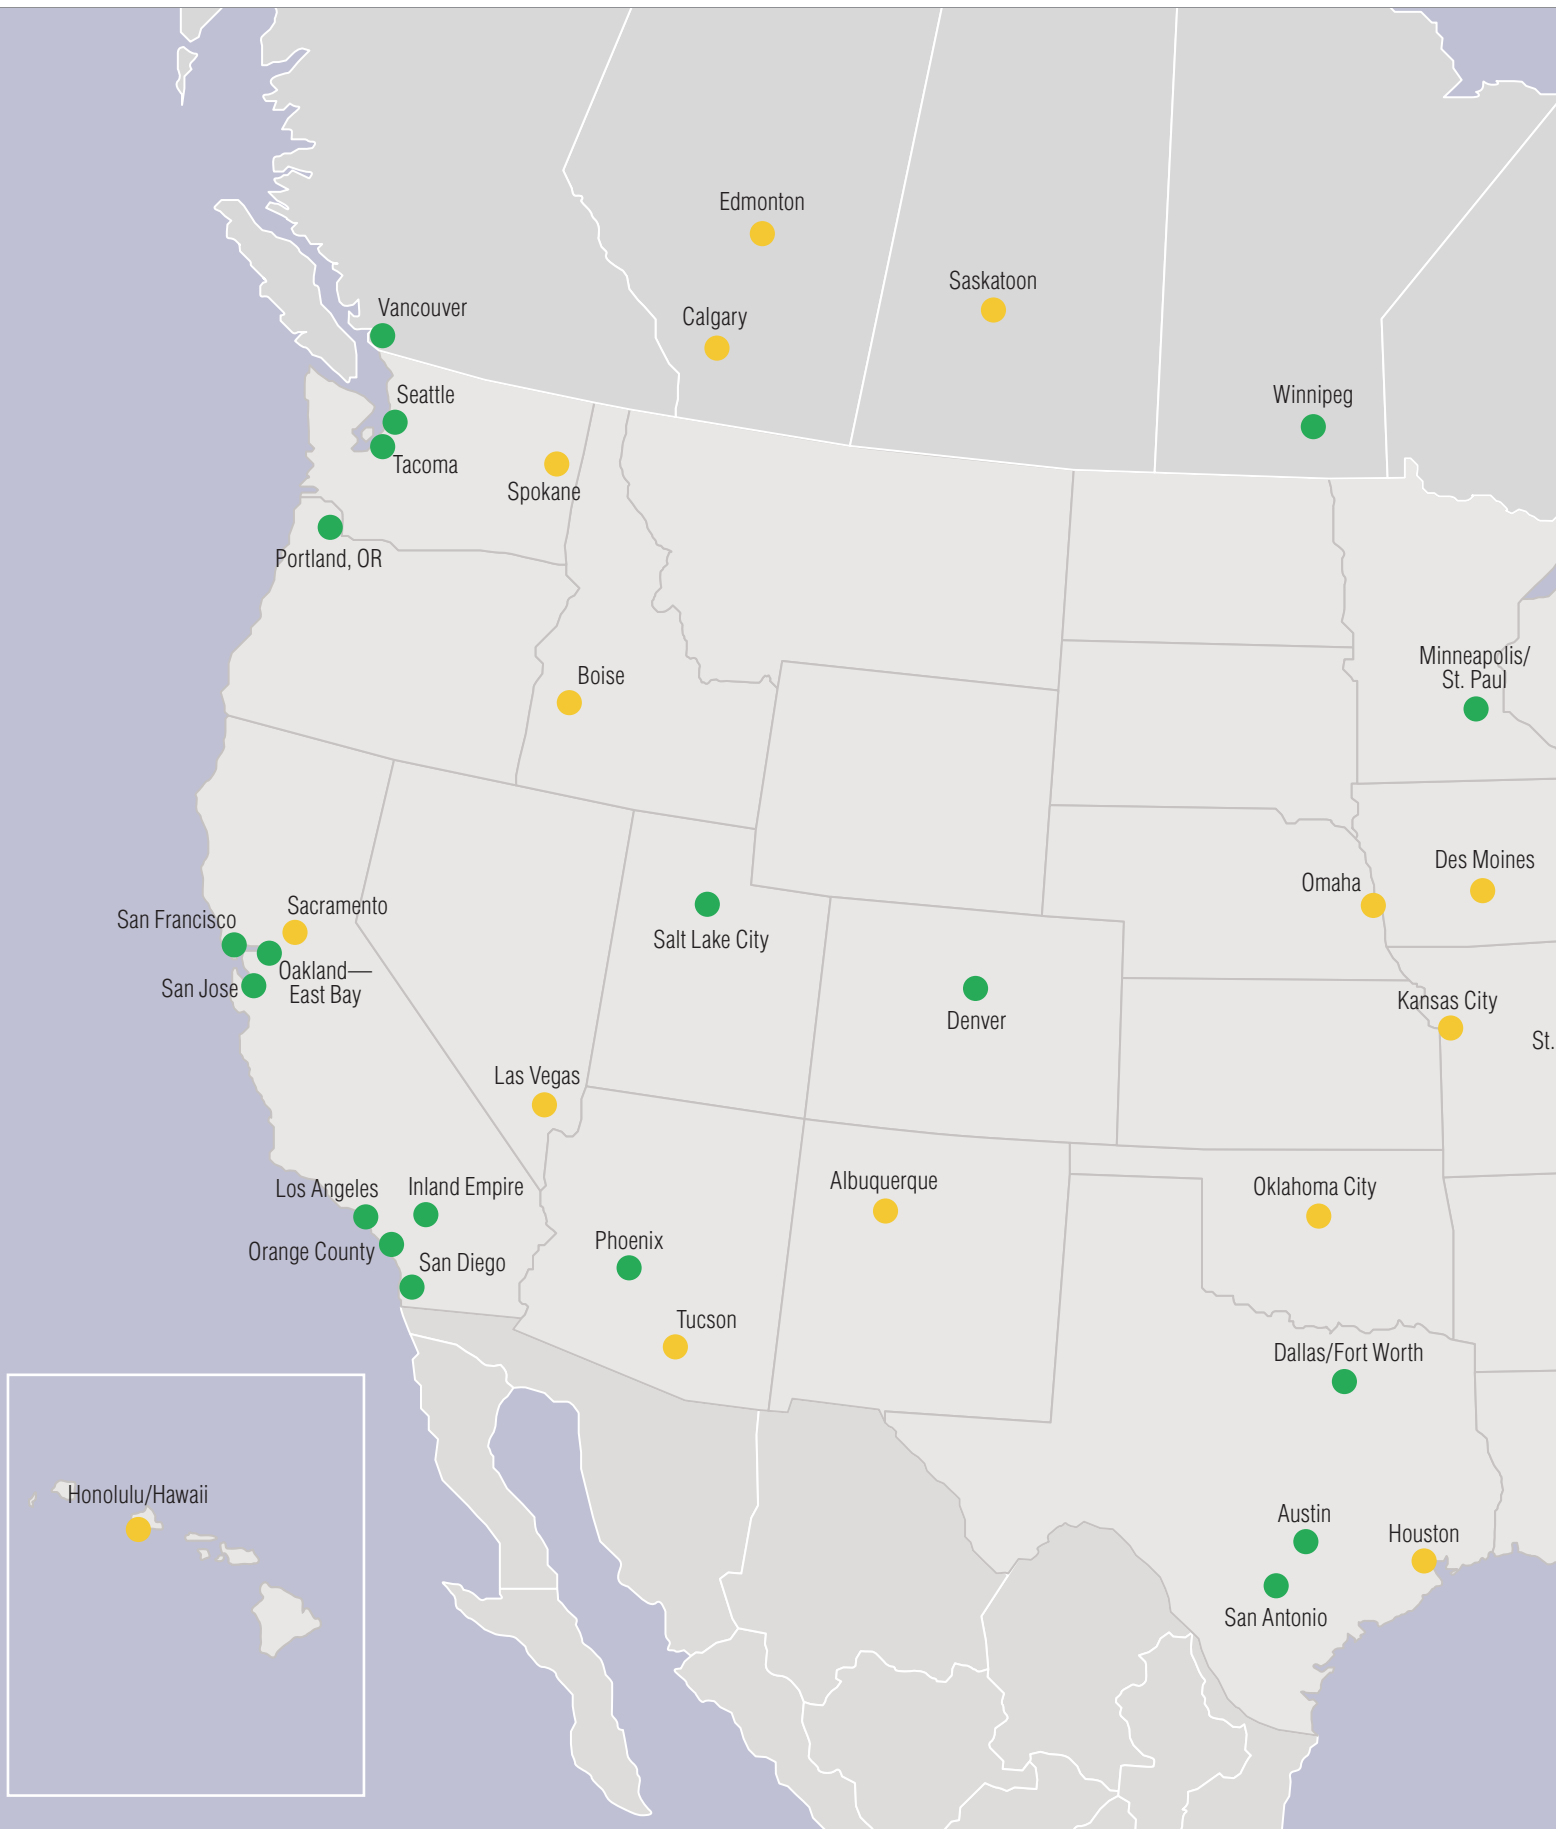 Edmonton
Saskatoon
Vancouver
Calgary
Seattle
Winnipeg
Tacoma
Spokane
Portland, OR
Minneapolis/
St. Paul
Boise
Des Moines
Omaha
Sacramento
San Francisco
Salt Lake City
Oakland—
East Bay
San Jose
Kansas City
Denver
St.
Las Vegas
Albuquerque
Los Angeles
Inland Empire
Oklahoma City
Phoenix
Orange County
San Diego
Tucson
Dallas/Fort Worth
Honolulu/Hawaii
Austin
Houston
San Antonio